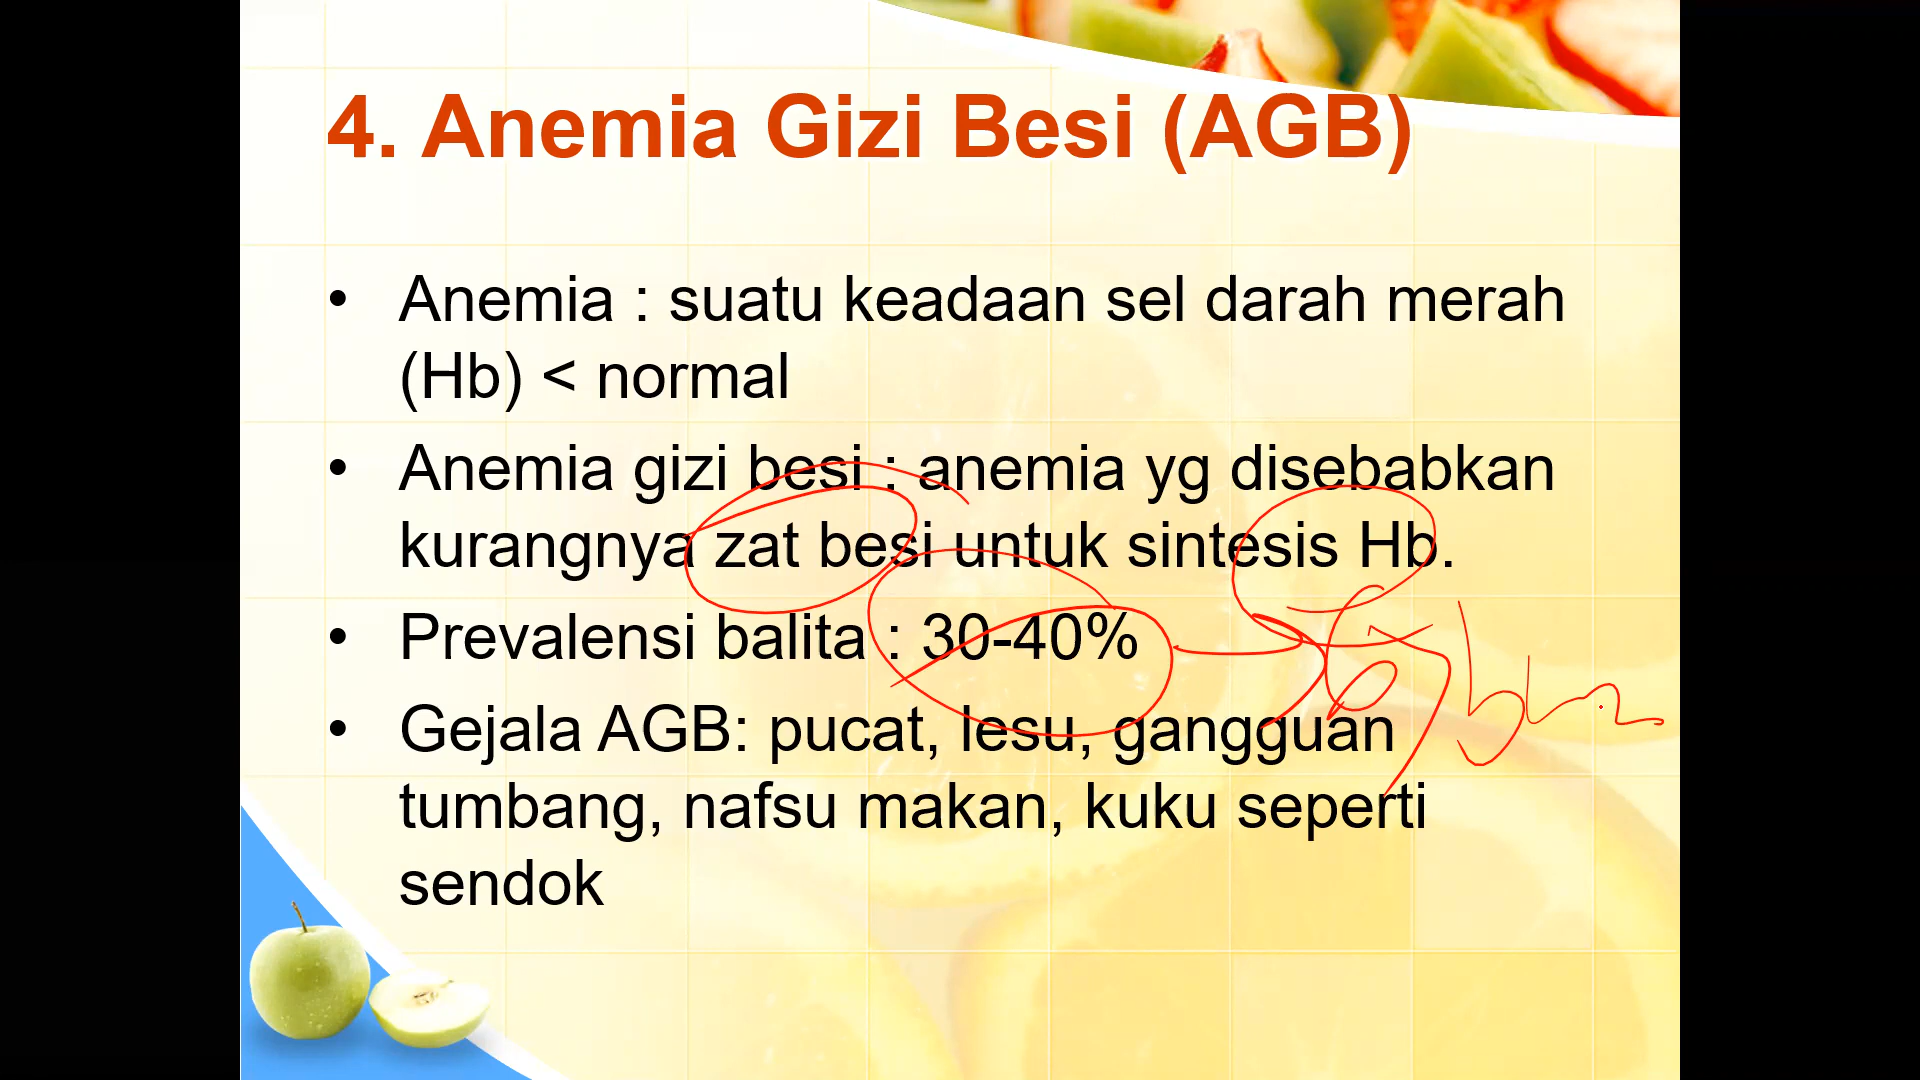 4. Anemia Gizi Besi (AGB)
• Anemia : suatu keadaan sel darah merah
(Hb) < normal
• Anemia gizi besi : anemia yg disebabkan
kurangnya zat besi untuk sintesis Hb.
• Prevalensi balita : 30-40%
• Gejala AGB: pucat, lesu, gangguan
tumbang, nafsu makan, kuku seperti
sendok